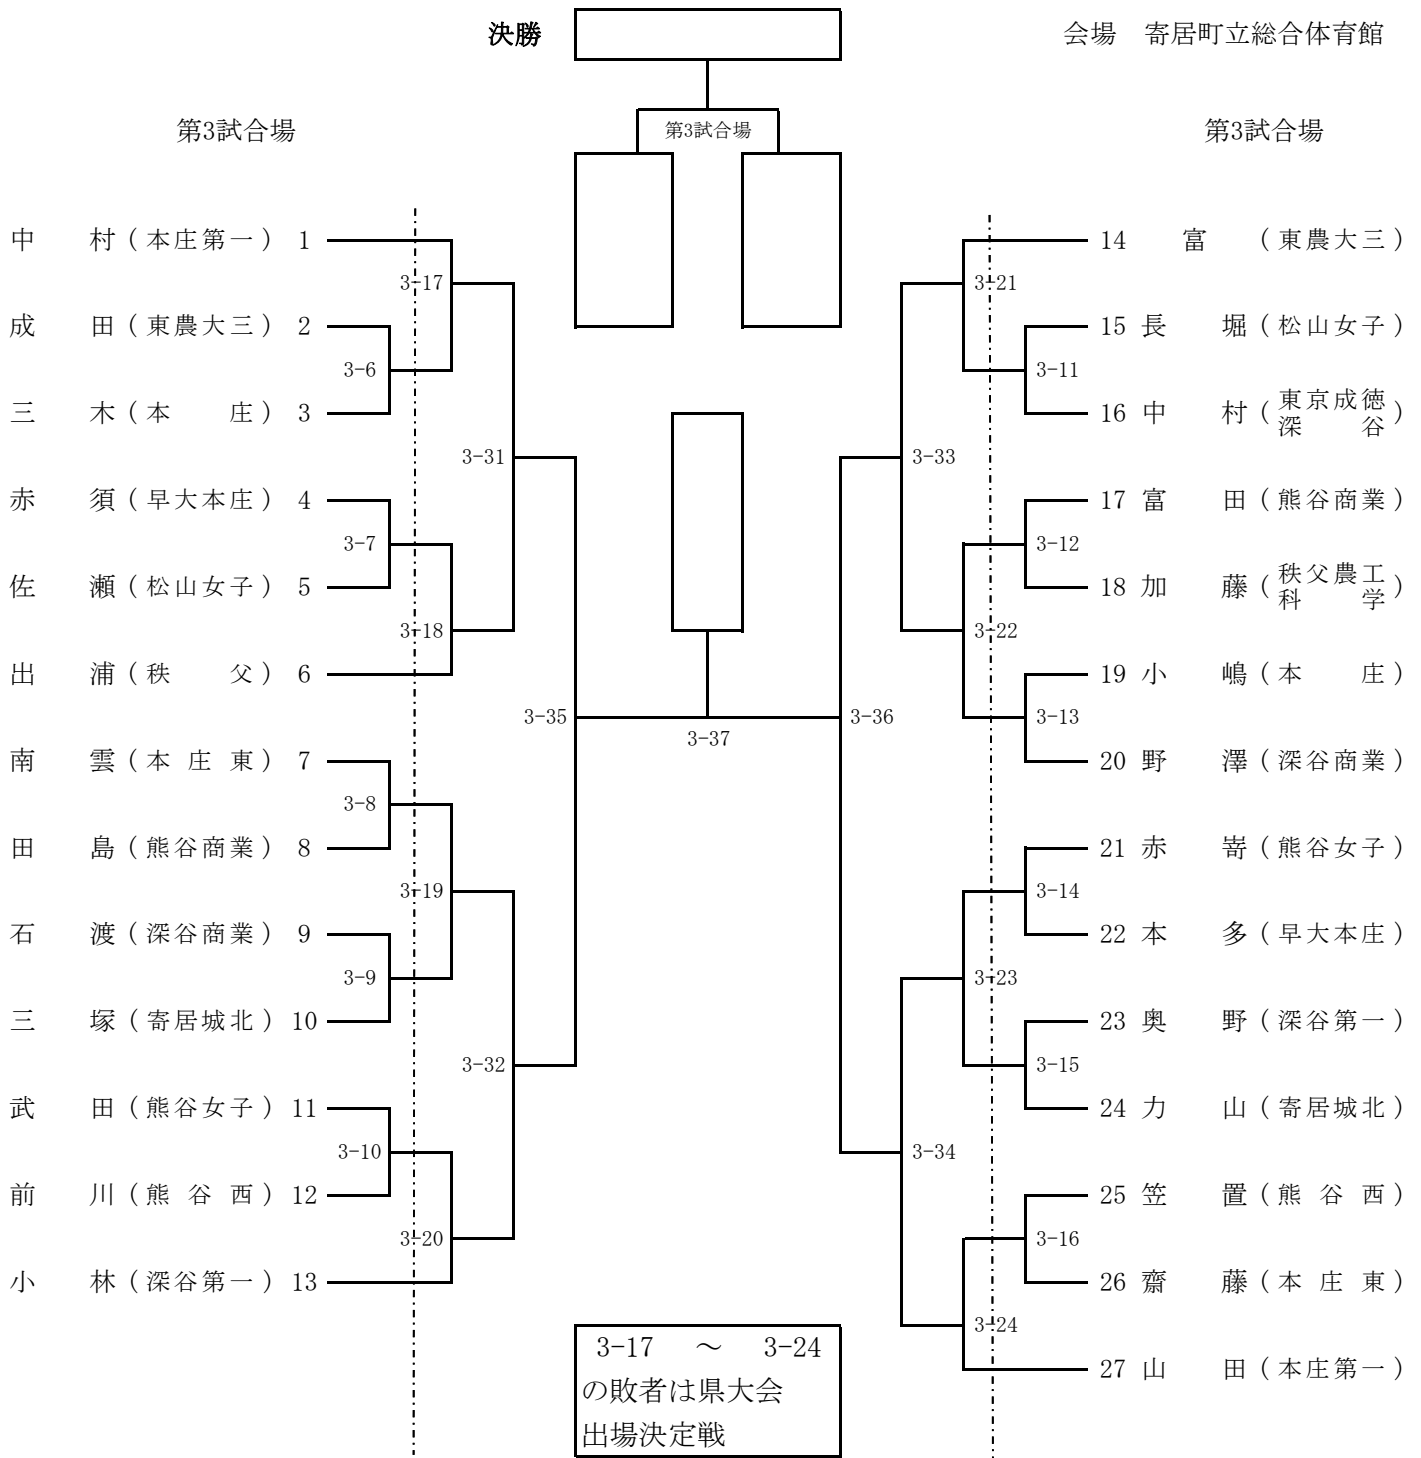 決勝
会場 寄居町立総合体育館
第3試合場
第3試合場
第3試合場
中 村(本庄第一) 1
3-17
成 田(東農大三) 2
3-6
三 木(本 庄) 3
3-31
赤 須(早大本庄) 4
3-7
佐 瀬(松山女子) 5
3-18
出 浦(秩 父) 6
3-35
南 雲(本 庄 東) 7
3-8
田 島(熊谷商業) 8
3-19
石 渡(深谷商業) 9
3-9
三 塚(寄居城北) 10
3-32
武 田(熊谷女子) 11
3-10
前 川(熊 谷 西) 12
3-20
小 林(深谷第一) 13
3-37
14 富 (東農大三)
3-21
15 長 堀(松山女子)
3-11
16 中 村(東京成徳
深 谷)
3-33
17 富 田(熊谷商業)
3-12
18 加 藤(秩父農工
科 学)
3-22
19 小 嶋(本 庄)
3-13
3-36
20 野 澤(深谷商業)
21 赤 嵜(熊谷女子)
3-14
22 本 多(早大本庄)
3-23
23 奥 野(深谷第一)
3-15
24 力 山(寄居城北)
3-34
25 笠 置(熊 谷 西)
3-16
26 齋 藤(本 庄 東)
3-24
27 山 田(本庄第一)
3-17 ~ 3-24
の敗者は県大会
出場決定戦